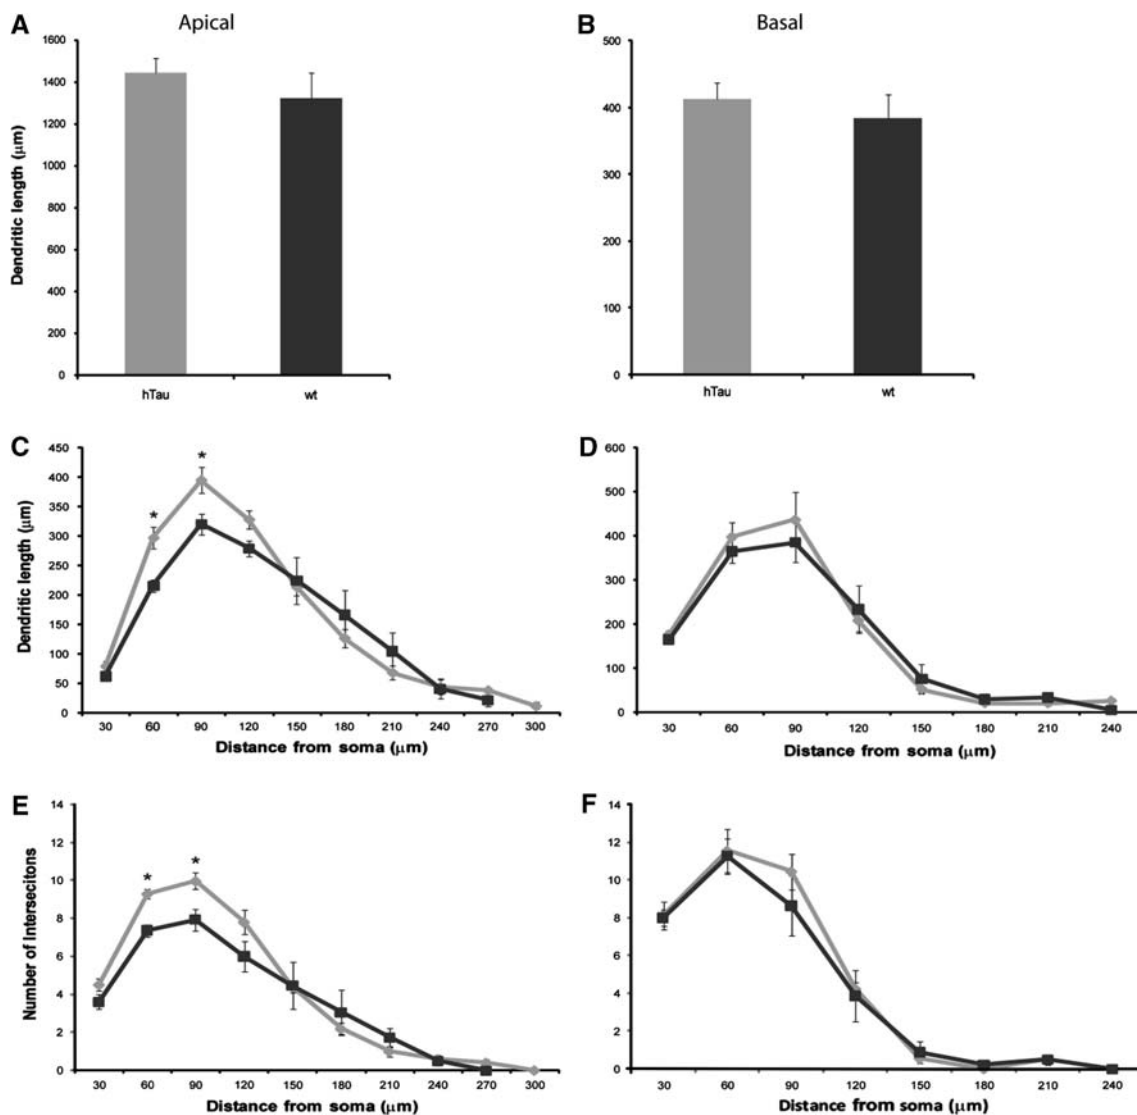 A Apical
1600
1400
1200
1000
800
600
400
200
0
Dendritic length (μm)
hTau wt
B Basal
500
400
300
200
100
0
hTau wt
C
450
400
350
300
250
200
150
100
50
0
Dendritic length (μm)
* *
30 60 90 120 150 180 210 240 270 300
Distance from soma (μm)
D
600
500
400
300
200
100
0
30 60 90 120 150 180 210 240
Distance from soma (μm)
E
14
12
10
8
6
4
2
0
Number of Intersecitons
* *
30 60 90 120 150 180 210 240 270 300
Distance from soma (μm)
F
14
12
10
8
6
4
2
0
30 60 90 120 150 180 210 240
Distance from soma (μm)